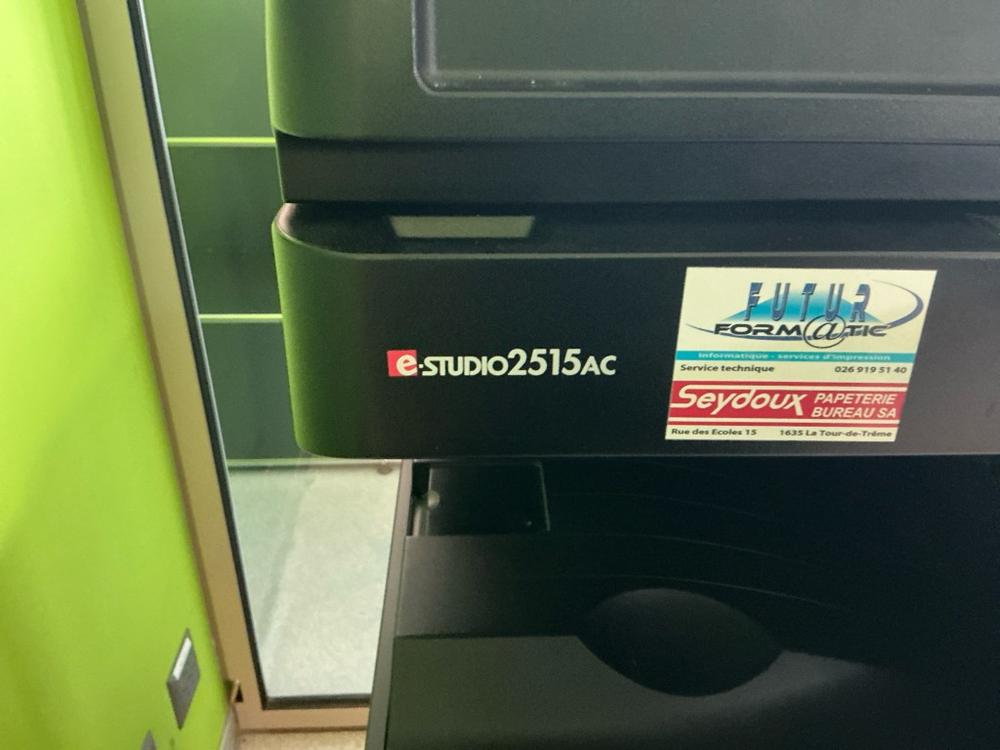 e-STUDIO2515AC
FUTUR
FORM@TIC
Informatique - services d'impression
Service technique 026 919 51 40
Seydoux PAPETERIE
BUREAU SA
Rue des Ecoles 15 1635 La Tour-de-Trême